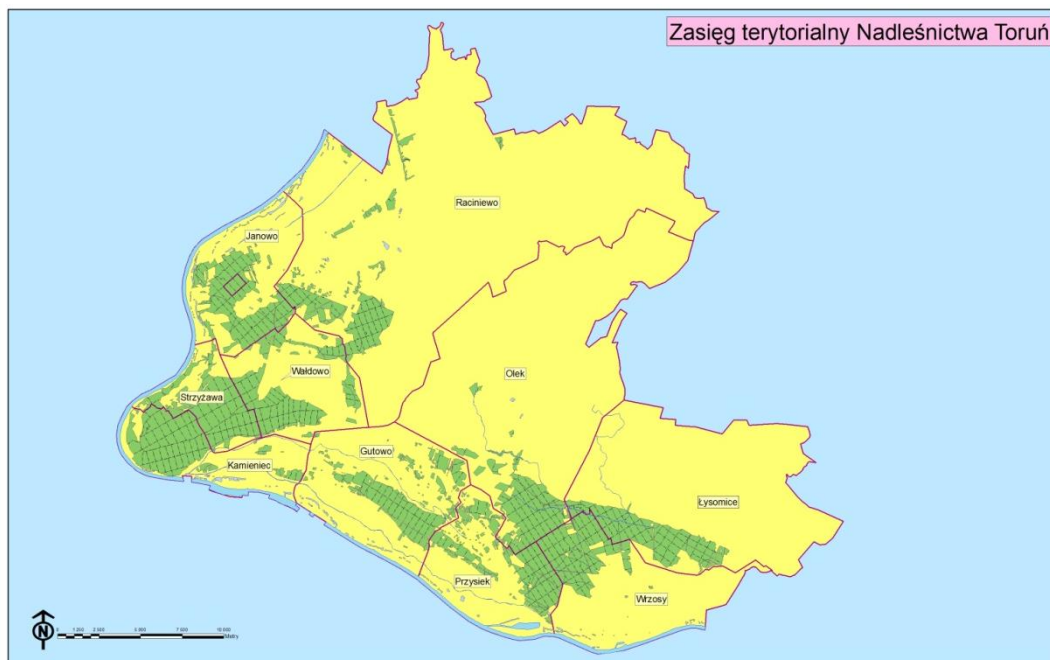 Zasięg terytorialny Nadleśnictwa Toruń
Raciniewo
Janowo
Wałdowo
Olek
Strzyżawa
Gutowo
Kamieniec
Łysomice
Przysiek
Wrzosy
N
Metry